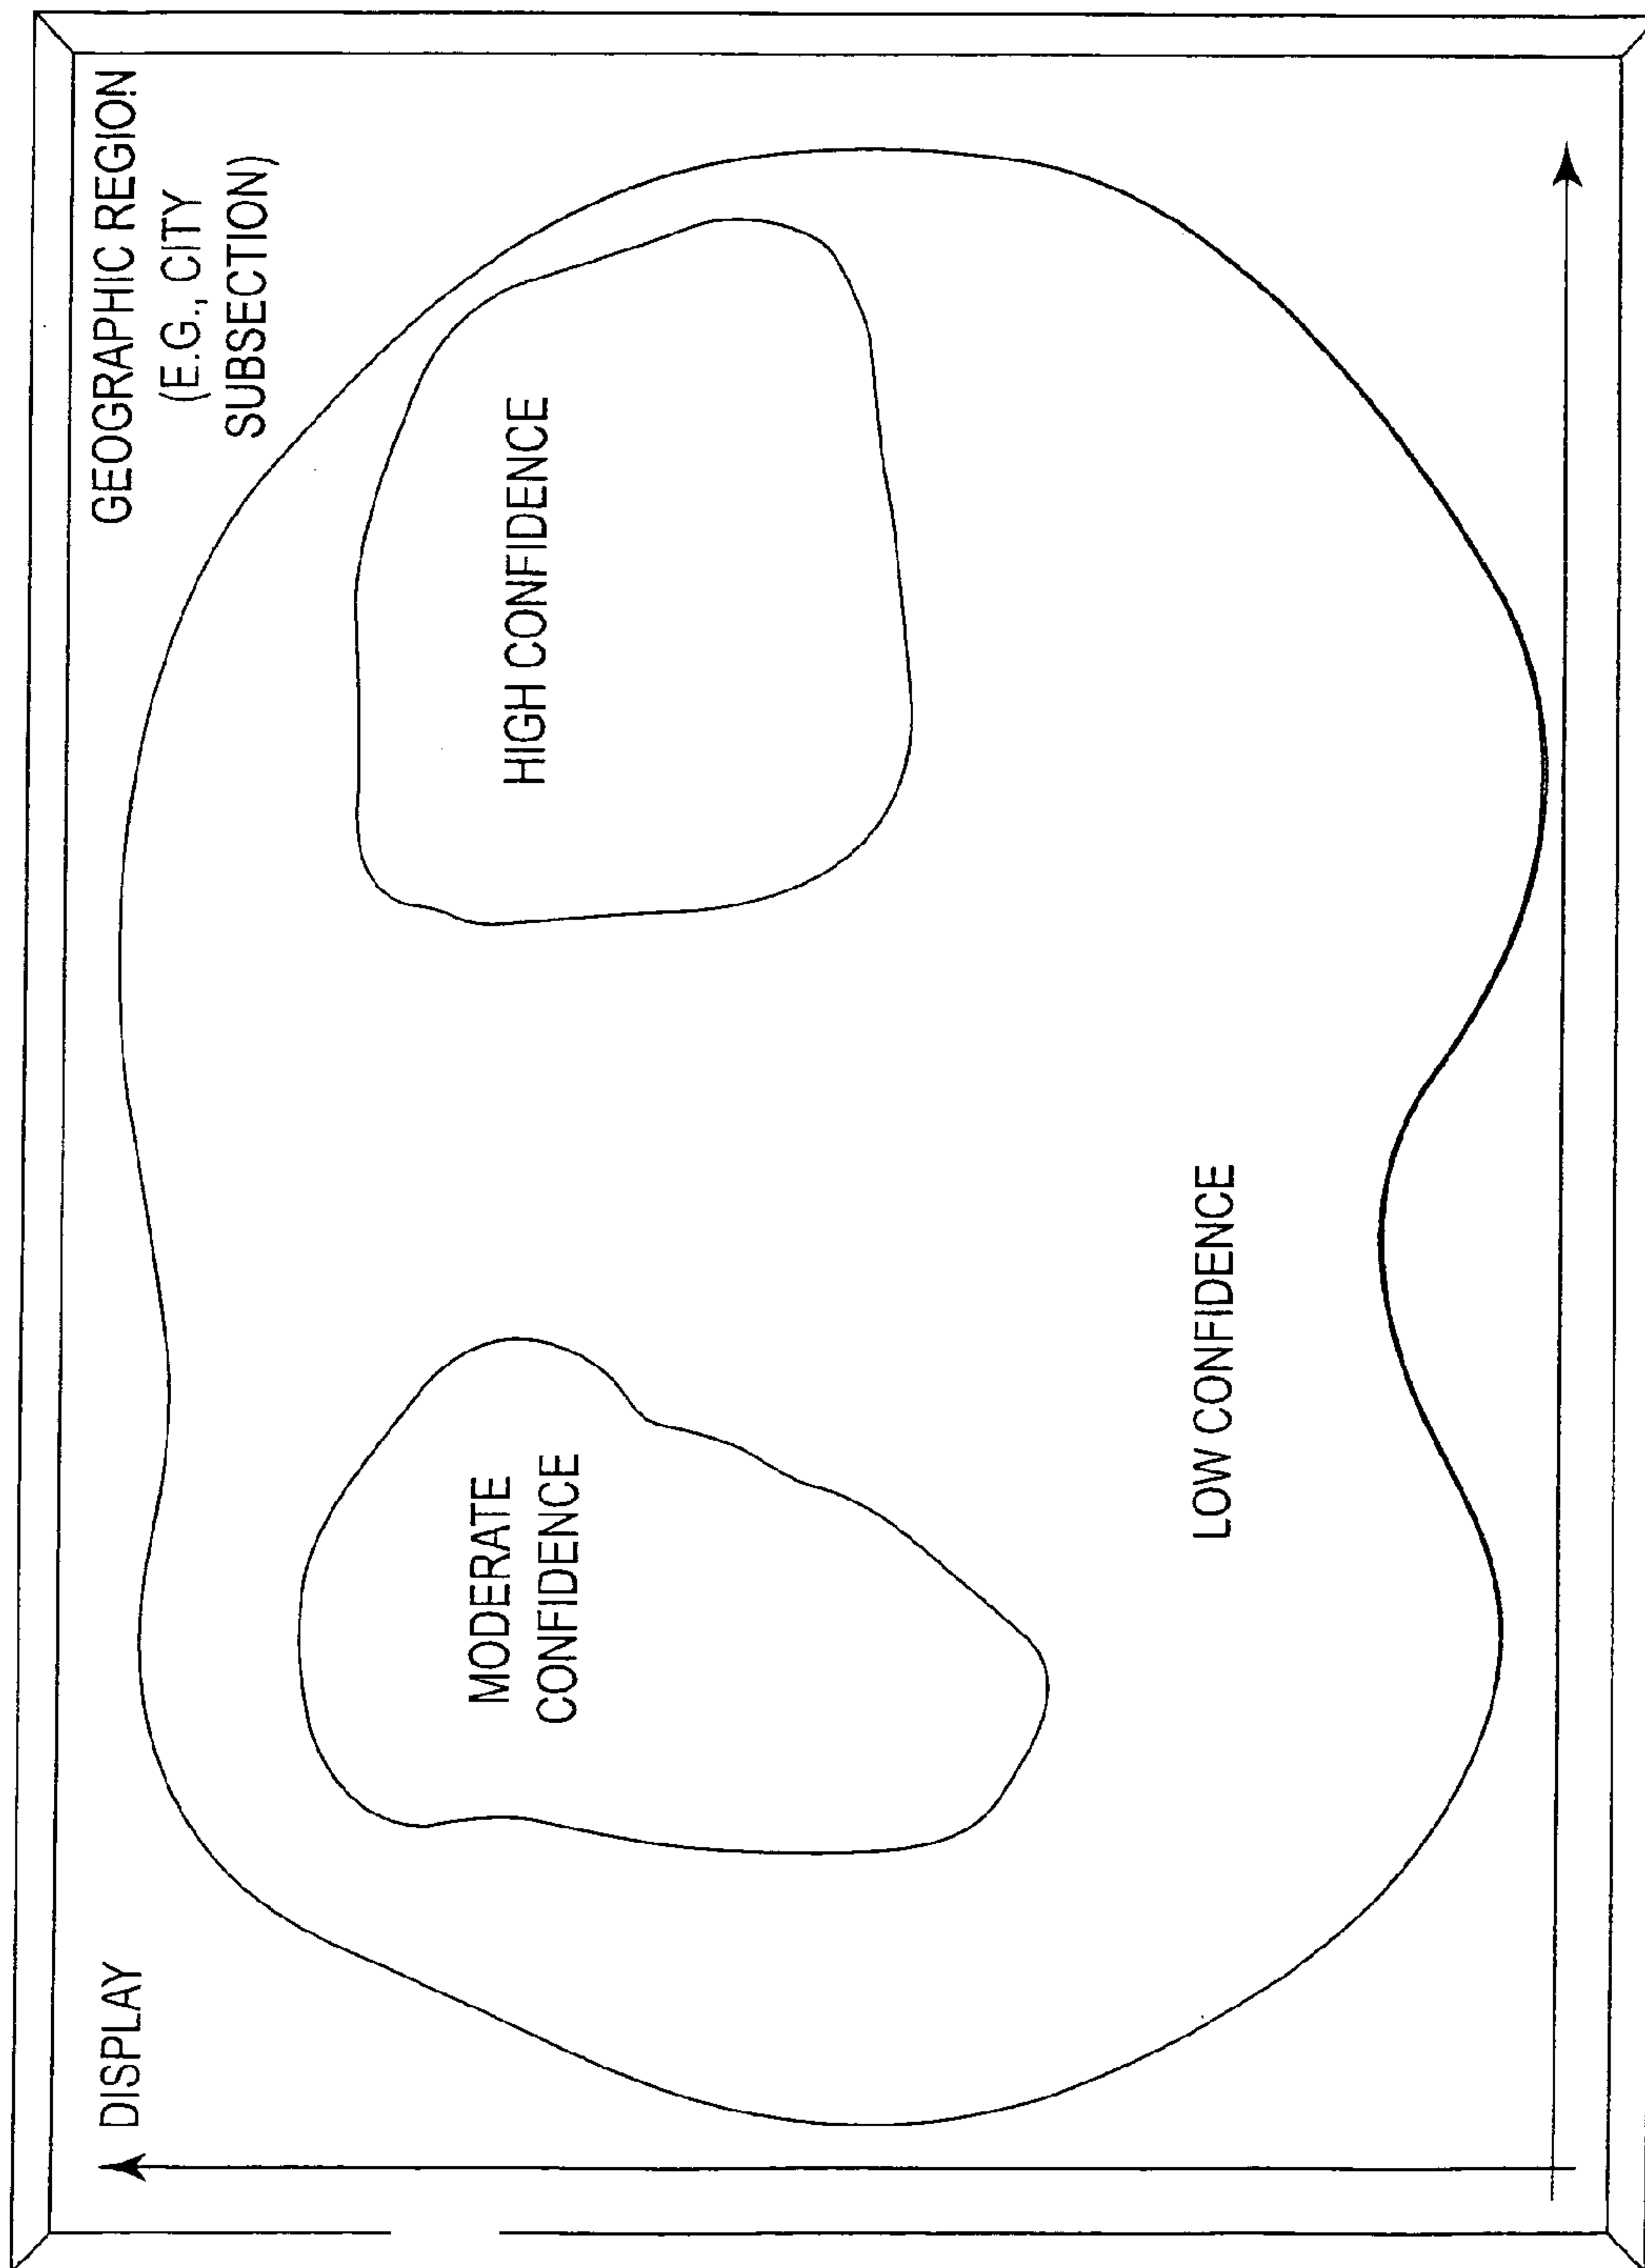 DISPLAY
GEOGRAPHIC REGION
(E.G., CITY
SUBSECTION)
MODERATE
CONFIDENCE
HIGH CONFIDENCE
LOW CONFIDENCE